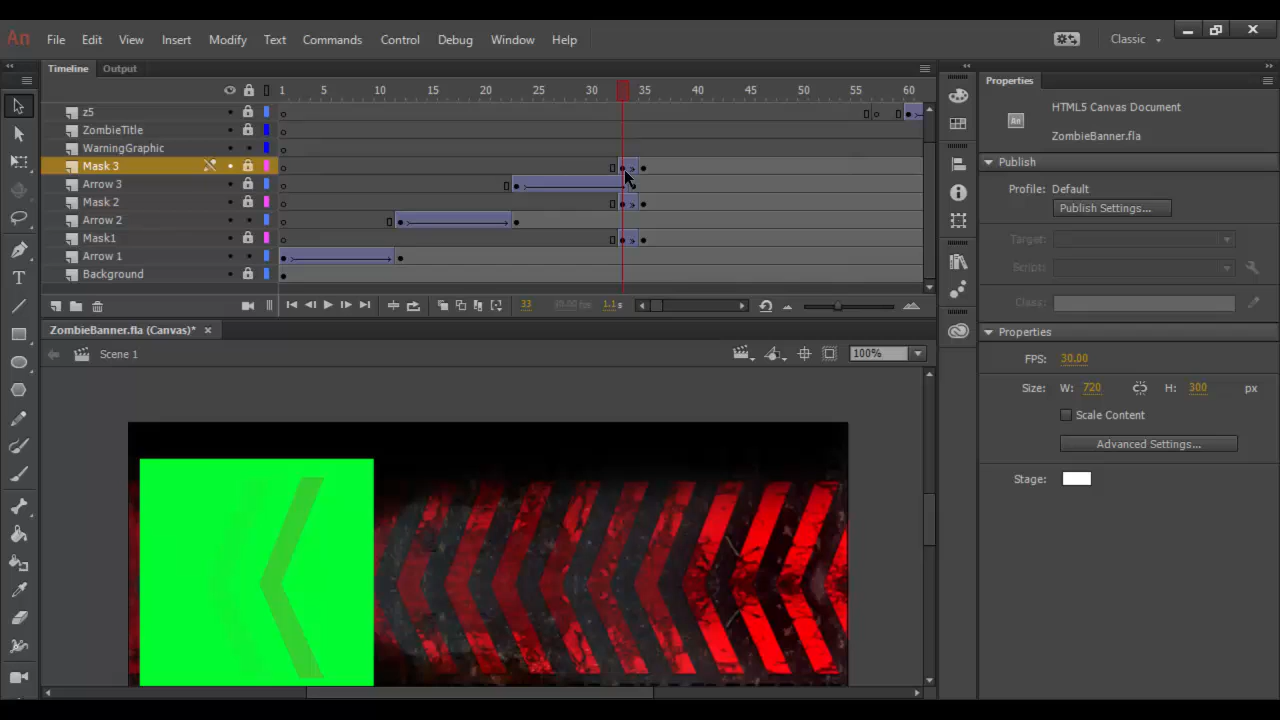 An File Edit View Insert Modify Text Commands Control Debug Window Help Classic
Timeline Output
Properties
1 5 10 15 20 25 30 35 40 45 50 55 60
HTML5 Canvas Document
An
ZombieBanner.fla
z5
ZombieTitle
WarningGraphic
Mask 3
Arrow 3
Mask 2
Arrow 2
Mask1
Arrow 1
Background
Publish
Profile: Default
Publish Settings...
Target:
Script:
Class:
33 30.00 fps 1.1 s
ZombieBanner.fla (Canvas)* ×
Scene 1
100%
Properties
FPS: 30.00
Size: W: 720 H: 300 px
Scale Content
Advanced Settings...
Stage: